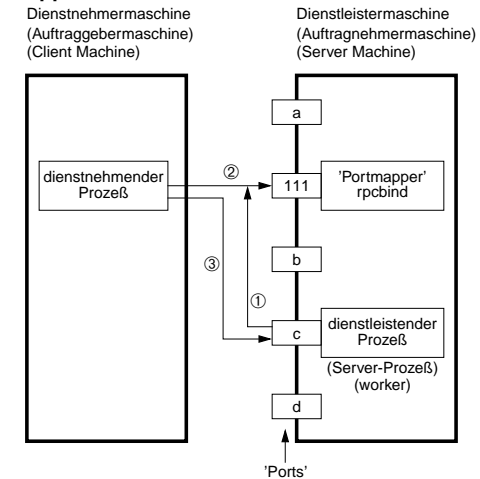 Dienstnehmermaschine
(Auftraggebermaschine)
(Client Machine)
Dienstleistermaschine
(Auftragnehmermaschine)
(Server Machine)
a
dienstnehmender
Prozeß
②
111
'Portmapper'
rpcbind
b
③
①
c
dienstleistender
Prozeß
(Server-Prozeß)
(worker)
d
'Ports'